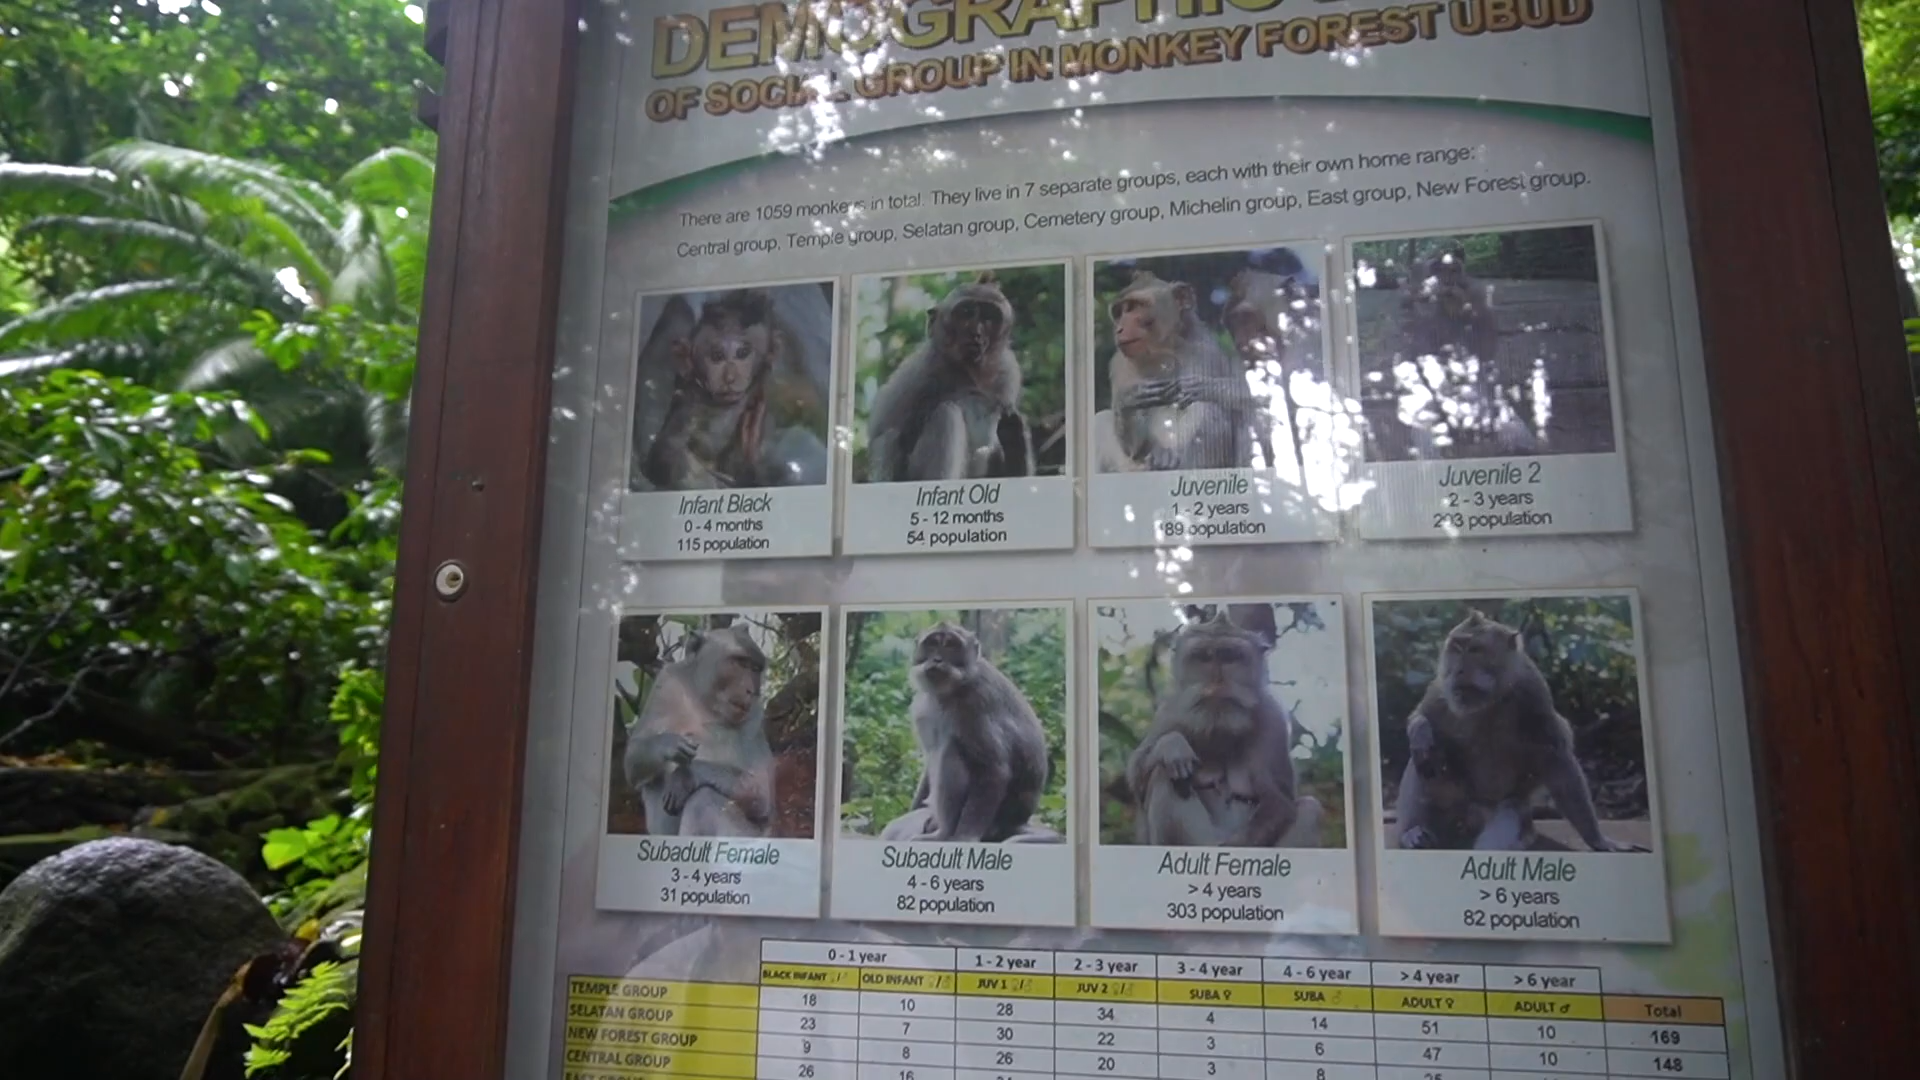 DEMOGRAPHIC
OF SOCIAL GROUP IN MONKEY FOREST UBUD
There are 1059 monkeys in total. They live in 7 separate groups, each with their own home range:
Central group, Temple group, Selatan group, Cemetery group, Michelin group, East group, New Forest group.
Infant Black
0 - 4 months
115 population
Infant Old
5 - 12 months
54 population
Juvenile
1 - 2 years
89 population
Juvenile 2
2 - 3 years
203 population
Subadult Female
3 - 4 years
31 population
Subadult Male
4 - 6 years
82 population
Adult Female
> 4 years
303 population
Adult Male
> 6 years
82 population
0 - 1 year 1 - 2 year 2 - 3 year 3 - 4 year 4 - 6 year > 4 year > 6 year
BLACK INFANT ♀/♂ OLD INFANT ♀/♂ JUV 1 ♀/♂ JUV 2 ♀/♂ SUBA ♀ SUBA ♂ ADULT ♀ ADULT ♂ Total
TEMPLE GROUP 18 10 28 34 4 14 51 10 169
SELATAN GROUP 23 7 30 22 3 6 47 10 148
NEW FOREST GROUP 9 8 26 20 3 8
CENTRAL GROUP 26 16